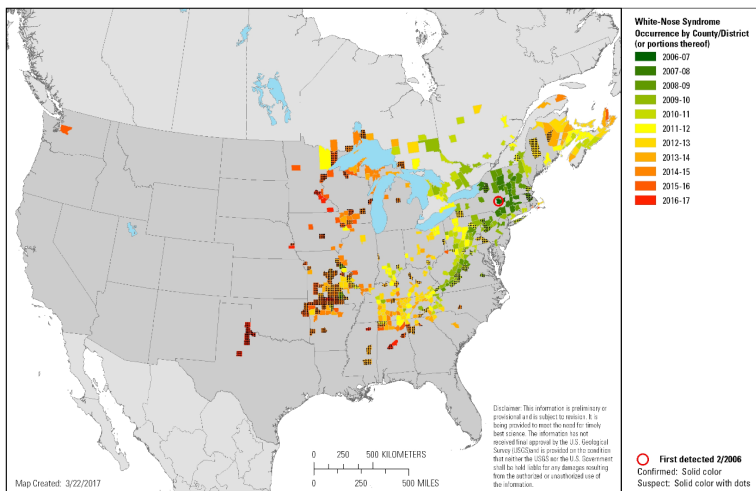 White-Nose Syndrome
Occurrence by County/District
(or portions thereof)
2006-07
2007-08
2008-09
2009-10
2010-11
2011-12
2012-13
2013-14
2014-15
2015-16
2016-17
Disclaimer: This information is preliminary or
provisional and is subject to revision. It is
being provided to meet the need for timely
best science. The information has not
received final approval by the U.S. Geological
Survey (USGS) and is provided on the condition
that neither the USGS nor the U.S. Government
shall be held liable for any damages resulting
from the authorized or unauthorized use of
the information.
0 250 500 KILOMETERS
0 250 500 MILES
Map Created: 3/22/2017
First detected 2/2006
Confirmed: Solid color
Suspect: Solid color with dots